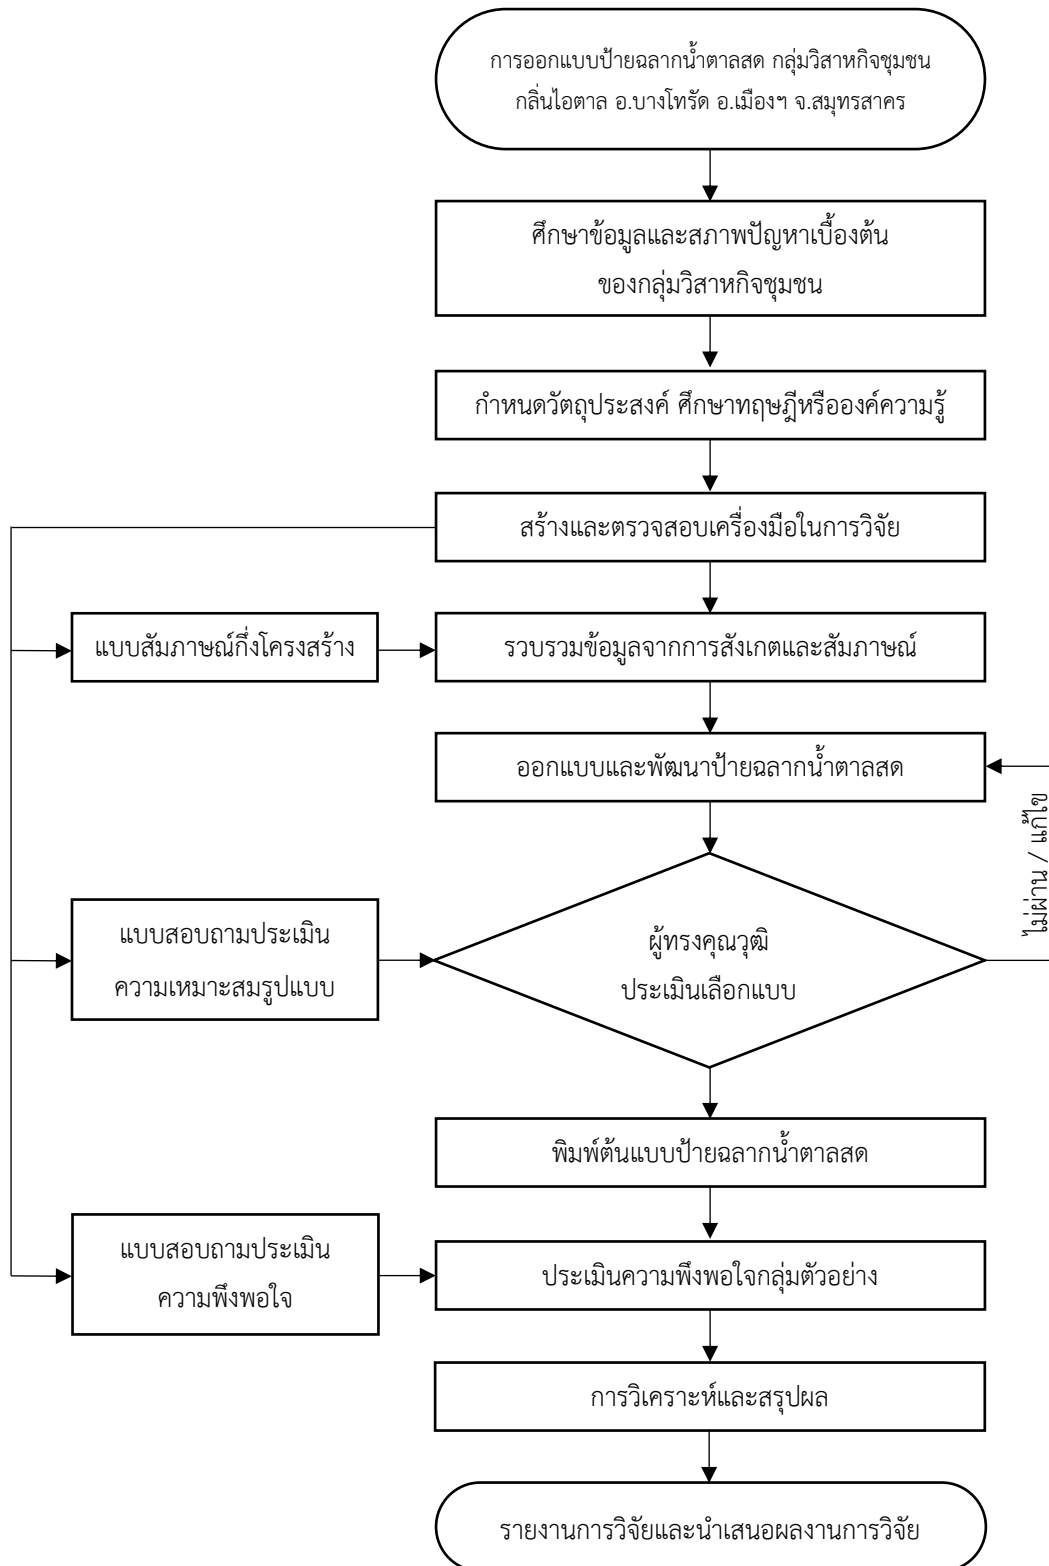 การออกแบบป้ายฉลากน้ำตาลสด กลุ่มวิสาหกิจชุมชน
กลิ่นไอตาล อ.บางโทรัด อ.เมืองฯ จ.สมุทรสาคร
ศึกษาข้อมูลและสภาพปัญหาเบื้องต้น
ของกลุ่มวิสาหกิจชุมชน
กำหนดวัตถุประสงค์ ศึกษาทฤษฎีหรือองค์ความรู้
สร้างและตรวจสอบเครื่องมือในการวิจัย
แบบสัมภาษณ์กึ่งโครงสร้าง
รวบรวมข้อมูลจากการสังเกตและสัมภาษณ์
ออกแบบและพัฒนาป้ายฉลากน้ำตาลสด
ไม่ผ่าน / แก้ไข
แบบสอบถามประเมิน
ความเหมาะสมรูปแบบ
ผู้ทรงคุณวุฒิ
ประเมินเลือกแบบ
พิมพ์ต้นแบบป้ายฉลากน้ำตาลสด
แบบสอบถามประเมิน
ความพึงพอใจ
ประเมินความพึงพอใจกลุ่มตัวอย่าง
การวิเคราะห์และสรุปผล
รายงานการวิจัยและนำเสนอผลงานการวิจัย